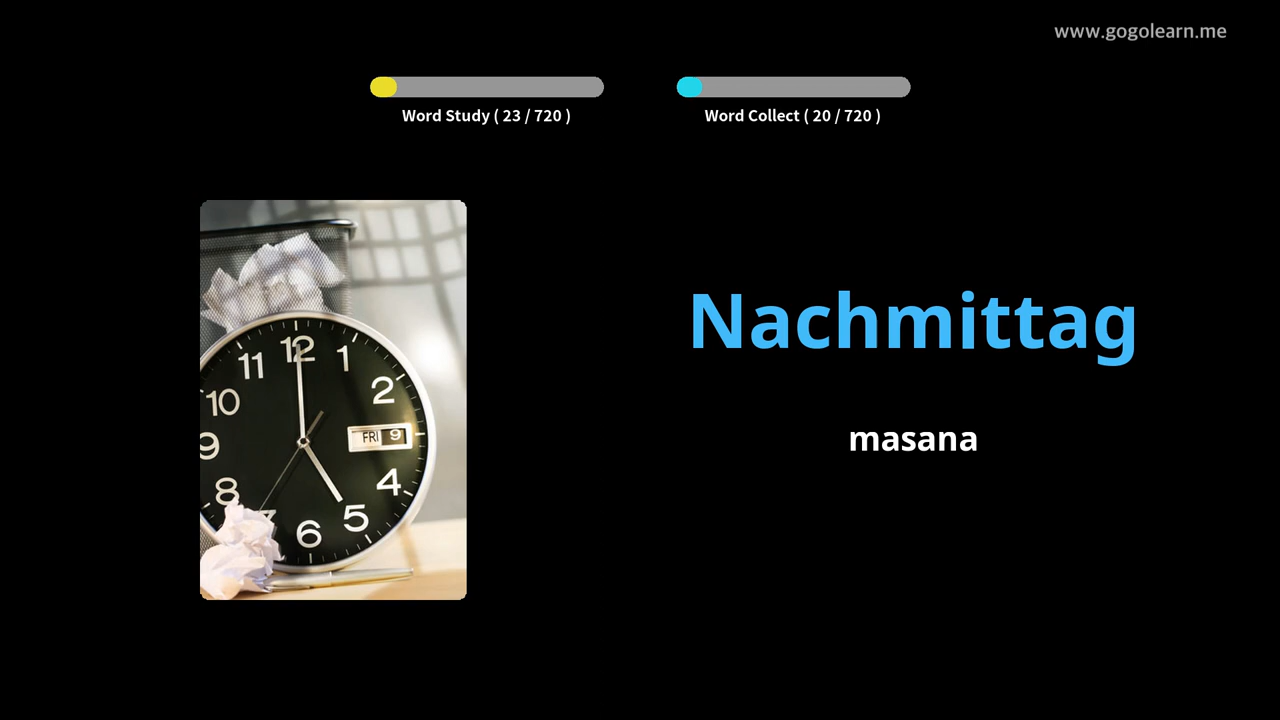 www.gogolearn.me
Word Study ( 23 / 720 )
Word Collect ( 20 / 720 )
12
11
1
10
2
9
FRI 9
8
4
7
5
6
Nachmittag
masana